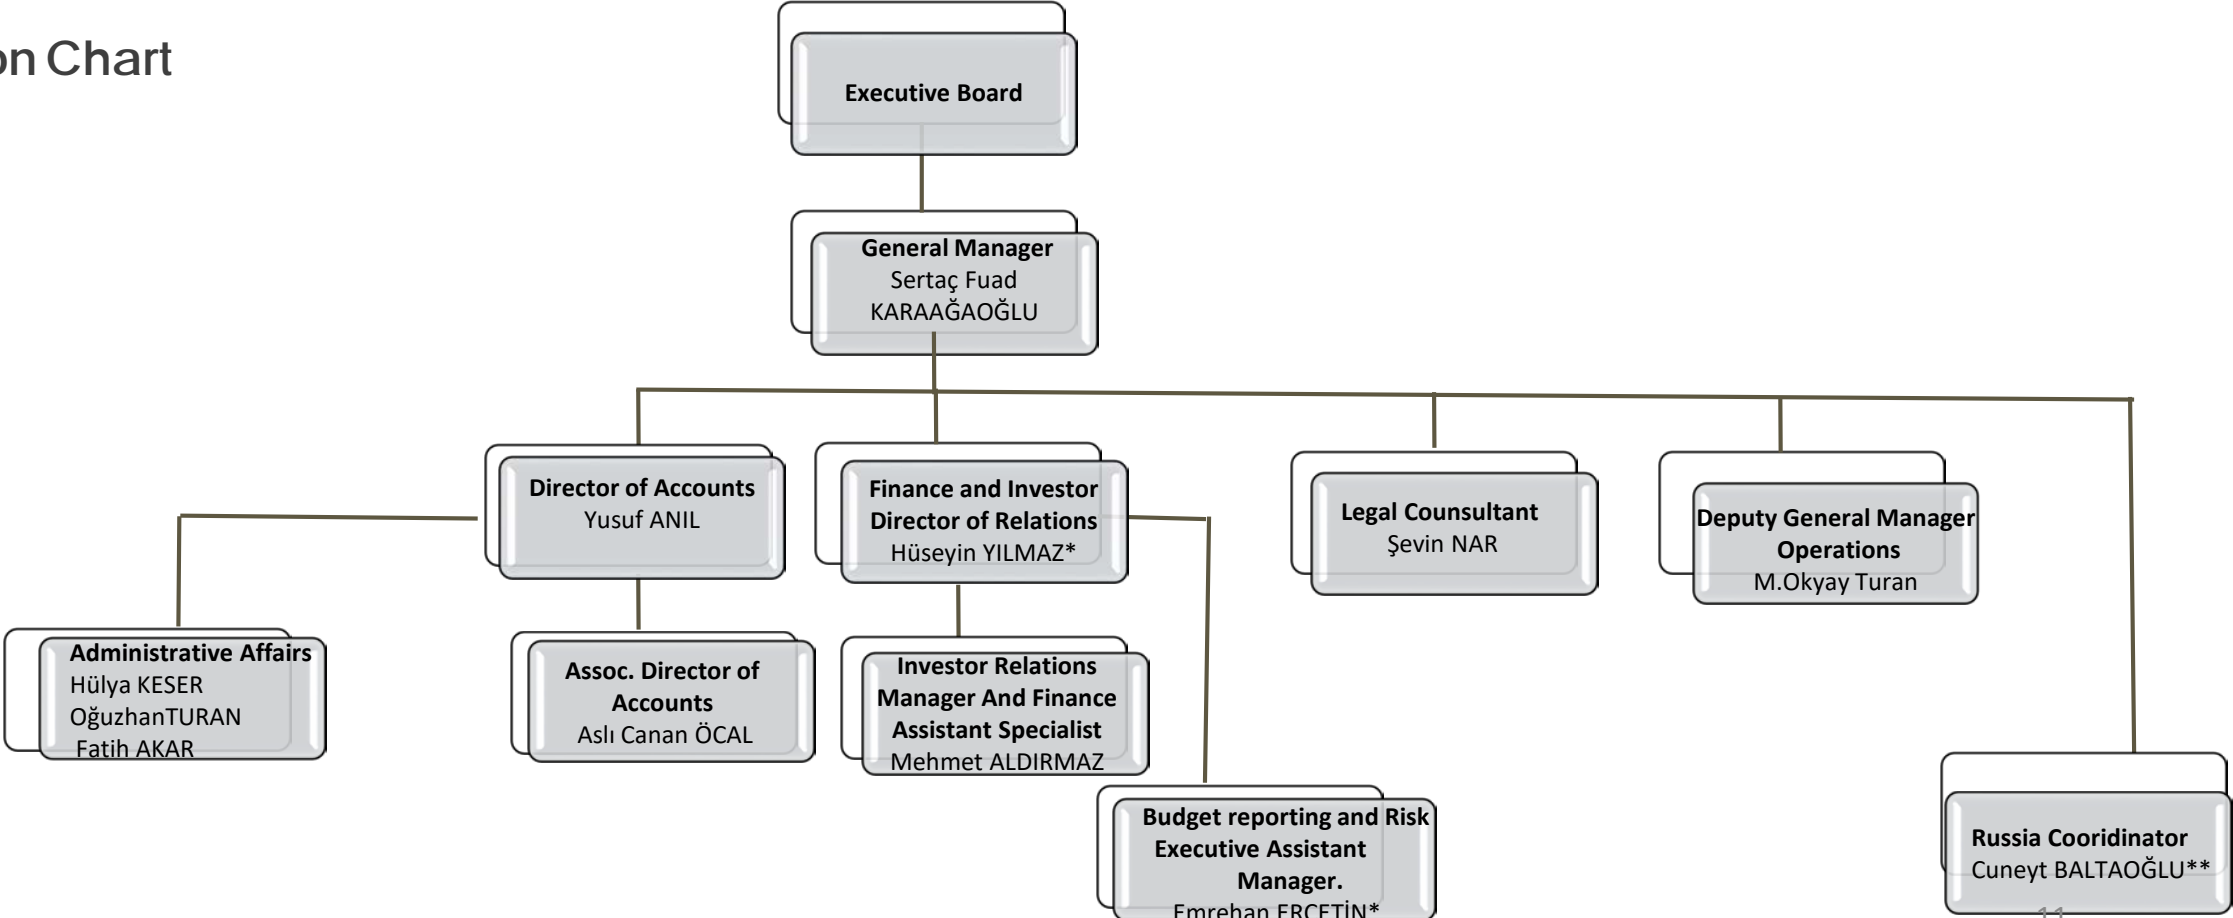 on Chart
Executive Board
General Manager
Sertaç Fuad
KARAAĞAOĞLU
Director of Accounts
Yusuf ANIL
Finance and Investor
Director of Relations
Hüseyin YILMAZ*
Legal Counsultant
Şevin NAR
Deputy General Manager
Operations
M.Okyay Turan
Administrative Affairs
Hülya KESER
OğuzhanTURAN
Fatih AKAR
Assoc. Director of
Accounts
Aslı Canan ÖCAL
Investor Relations
Manager And Finance
Assistant Specialist
Mehmet ALDIRMAZ
Budget reporting and Risk
Executive Assistant
Manager.
Emrehan ERÇETİN*
Russia Cooridinator
Cuneyt BALTAOĞLU**
11